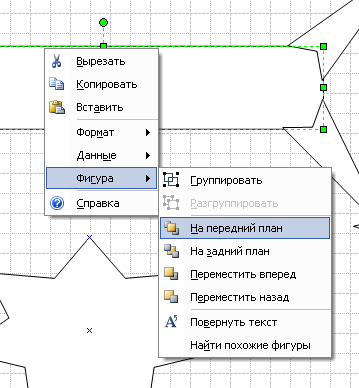 Вырезать
Копировать
Вставить
Формат
Данные
Фигура
Справка
Группировать
Разгруппировать
На передний план
На задний план
Переместить вперед
Переместить назад
Повернуть текст
Найти похожие фигуры